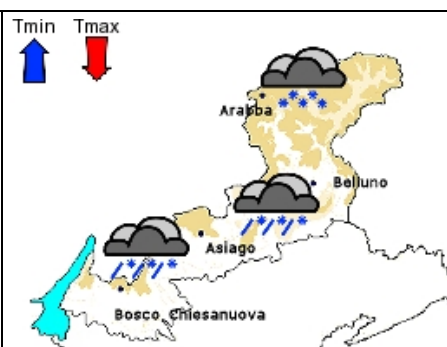 Tmin Tmax
Arabba
Belluno
Asiago
Bosco Chiesanuova